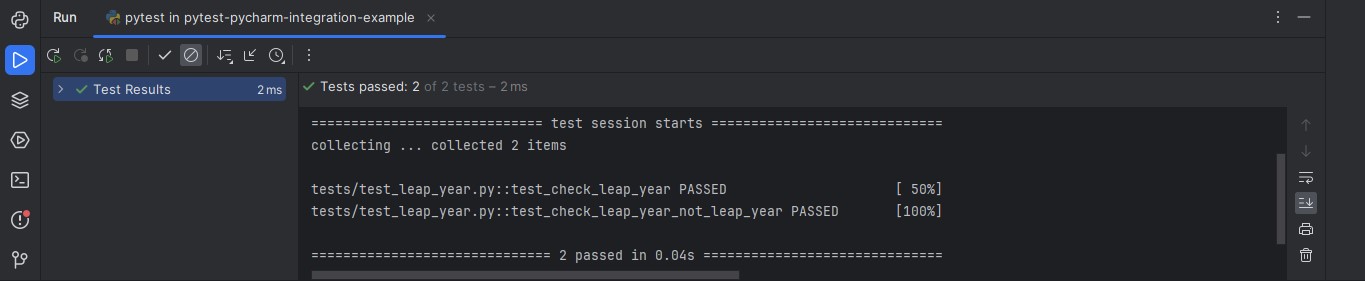 Run pytest in pytest-pycharm-integration-example
Test Results 2 ms
Tests passed: 2 of 2 tests – 2 ms
============================= test session starts =============================
collecting ... collected 2 items
tests/test_leap_year.py::test_check_leap_year PASSED [ 50%]
tests/test_leap_year.py::test_check_leap_year_not_leap_year PASSED [100%]
============================== 2 passed in 0.04s ==============================